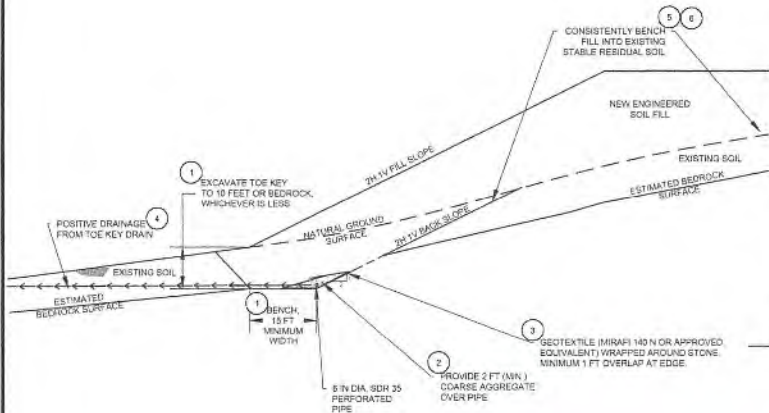 5 6
CONSISTENTLY BENCH
FILL INTO EXISTING
STABLE RESIDUAL SOIL
NEW ENGINEERED
SOIL FILL
1
EXCAVATE TOE KEY
TO 10 FEET OR BEDROCK,
WHICHEVER IS LESS
2H:1V FILL SLOPE
EXISTING SOIL
ESTIMATED BEDROCK
SURFACE
POSITIVE DRAINAGE
FROM TOE KEY DRAIN
4
NATURAL GROUND
SURFACE
2H:1V BACK SLOPE
EXISTING SOIL
ESTIMATED
BEDROCK SURFACE
1
BENCH,
15 FT
MINIMUM
WIDTH
3
GEOTEXTILE (MIRAFI 140 N OR APPROVED
EQUIVALENT) WRAPPED AROUND STONE.
MINIMUM 1 FT OVERLAP AT EDGE.
2
PROVIDE 2 FT (MIN.)
COARSE AGGREGATE
OVER PIPE
6 IN DIA. SDR 35
PERFORATED
PIPE